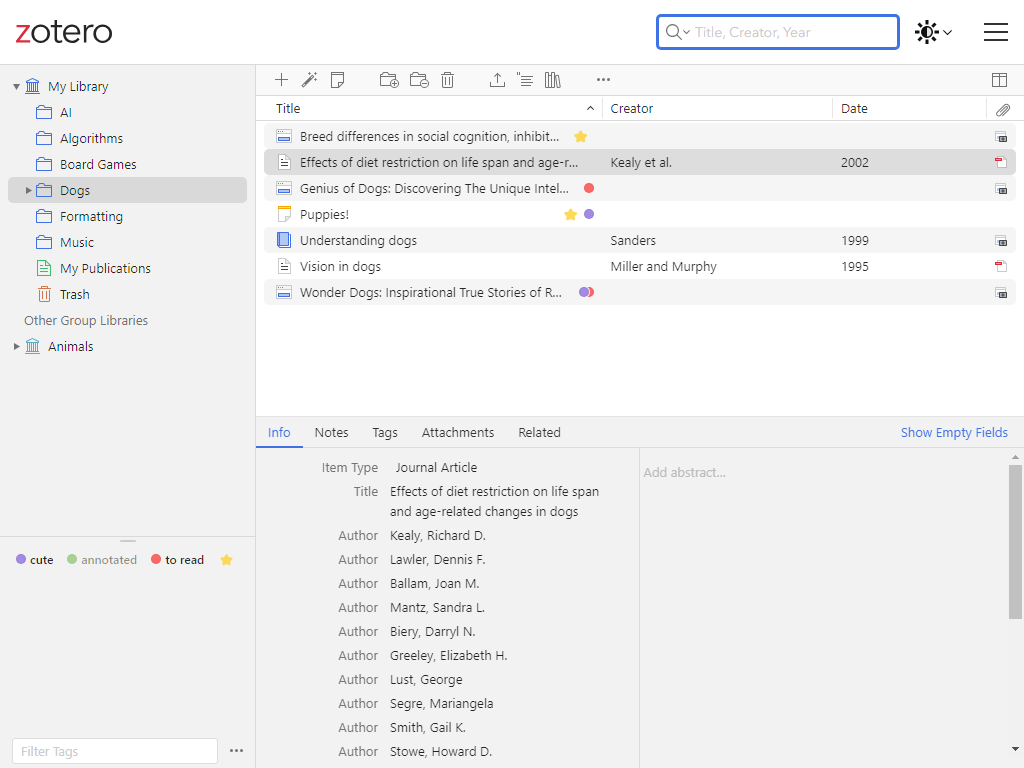 zotero
Title, Creator, Year
My Library
AI
Algorithms
Board Games
Dogs
Formatting
Music
My Publications
Trash
Other Group Libraries
Animals
cute annotated to read
Filter Tags
Title Creator Date
Breed differences in social cognition, inhibit...
Effects of diet restriction on life span and age-r... Kealy et al. 2002
Genius of Dogs: Discovering The Unique Intel...
Puppies!
Understanding dogs Sanders 1999
Vision in dogs Miller and Murphy 1995
Wonder Dogs: Inspirational True Stories of R...
Info Notes Tags Attachments Related Show Empty Fields
Item Type Journal Article
Title Effects of diet restriction on life span
and age-related changes in dogs
Author Kealy, Richard D.
Author Lawler, Dennis F.
Author Ballam, Joan M.
Author Mantz, Sandra L.
Author Biery, Darryl N.
Author Greeley, Elizabeth H.
Author Lust, George
Author Segre, Mariangela
Author Smith, Gail K.
Author Stowe, Howard D.
Add abstract...